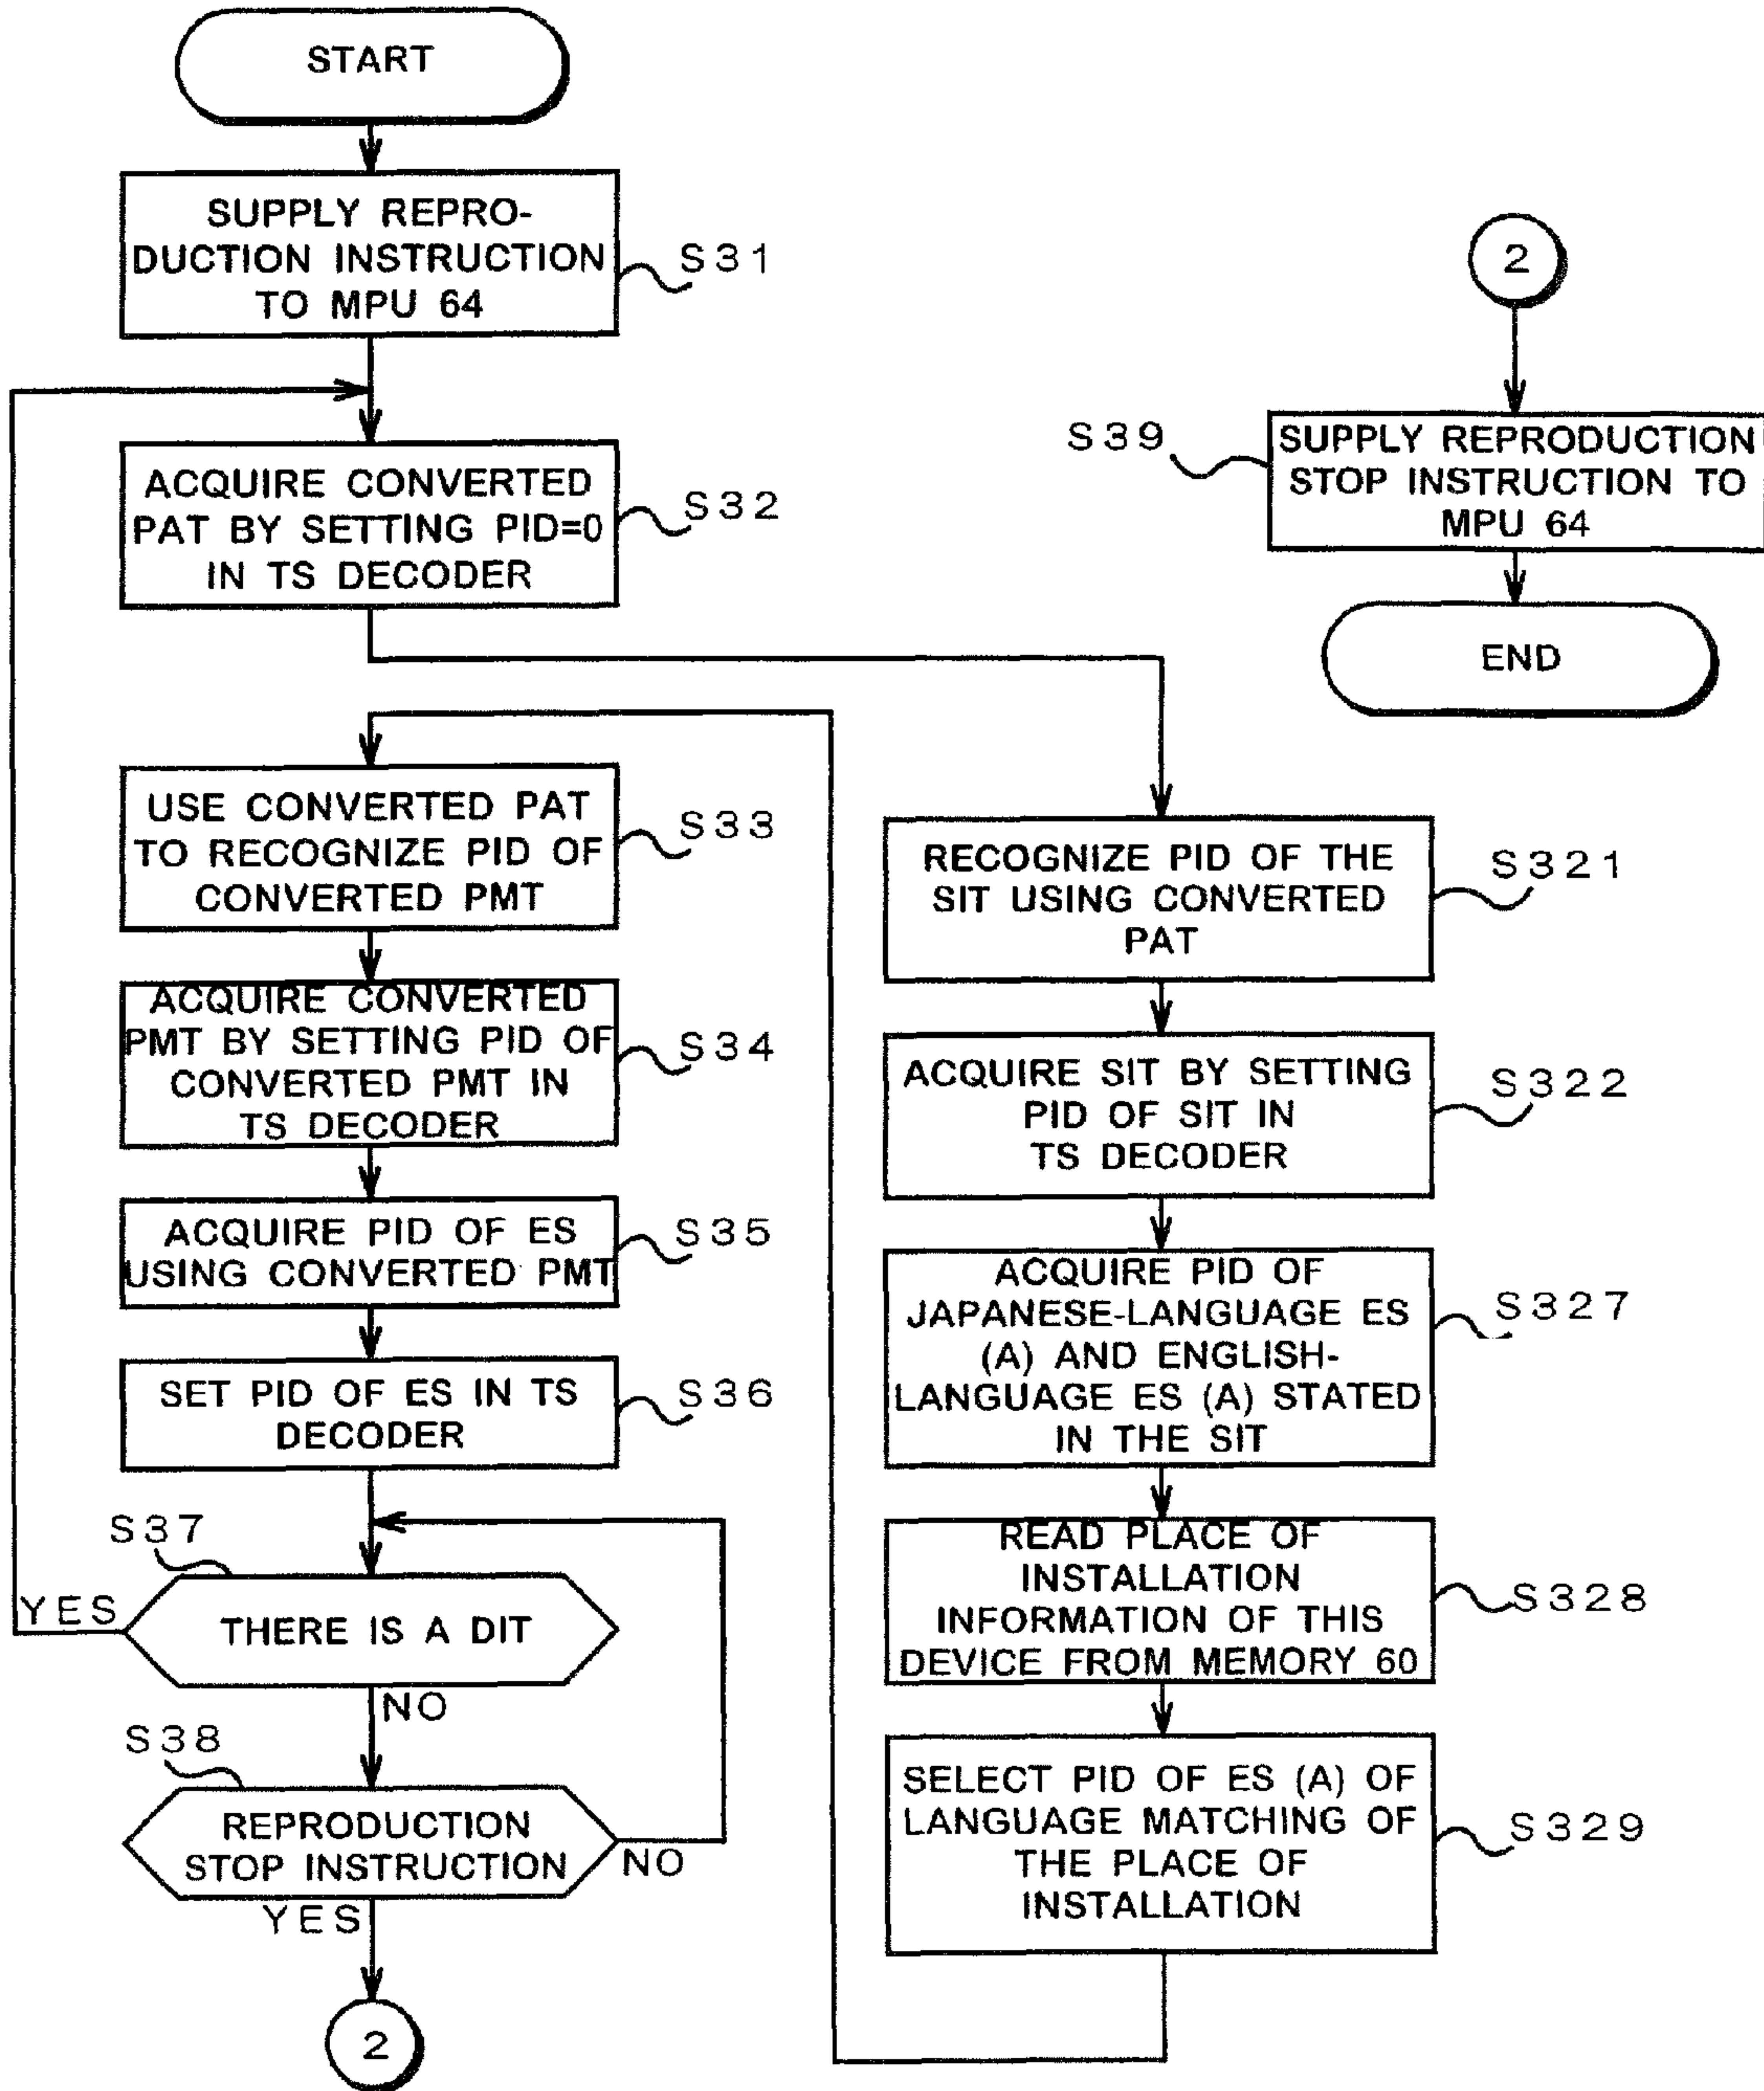 START
SUPPLY REPRO-
DUCTION INSTRUCTION
TO MPU 64
S31
ACQUIRE CONVERTED
PAT BY SETTING PID=0
IN TS DECODER
S32
USE CONVERTED PAT
TO RECOGNIZE PID OF
CONVERTED PMT
S33
ACQUIRE CONVERTED
PMT BY SETTING PID OF
CONVERTED PMT IN
TS DECODER
S34
ACQUIRE PID OF ES
USING CONVERTED PMT
S35
SET PID OF ES IN TS
DECODER
S36
S37
YES
THERE IS A DIT
NO
S38
REPRODUCTION
STOP INSTRUCTION
NO
YES
2
2
S39
SUPPLY REPRODUCTION
STOP INSTRUCTION TO
MPU 64
END
RECOGNIZE PID OF THE
SIT USING CONVERTED
PAT
S321
ACQUIRE SIT BY SETTING
PID OF SIT IN
TS DECODER
S322
ACQUIRE PID OF
JAPANESE-LANGUAGE ES
(A) AND ENGLISH-
LANGUAGE ES (A) STATED
IN THE SIT
S327
READ PLACE OF
INSTALLATION
INFORMATION OF THIS
DEVICE FROM MEMORY 60
S328
SELECT PID OF ES (A) OF
LANGUAGE MATCHING OF
THE PLACE OF
INSTALLATION
S329